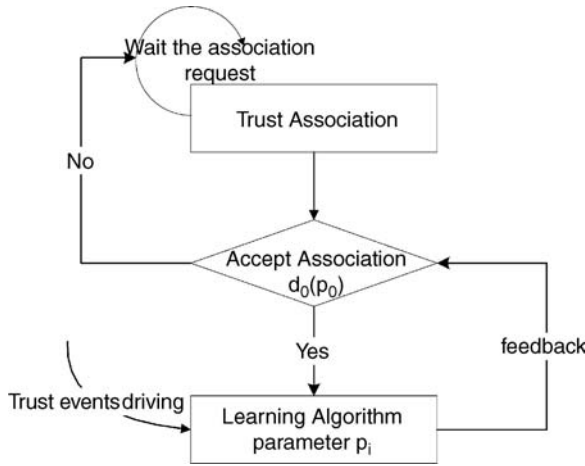 Wait the association
request
Trust Association
No
Accept Association
d₀(p₀)
Yes
feedback
Trust events driving
Learning Algorithm
parameter pᵢ